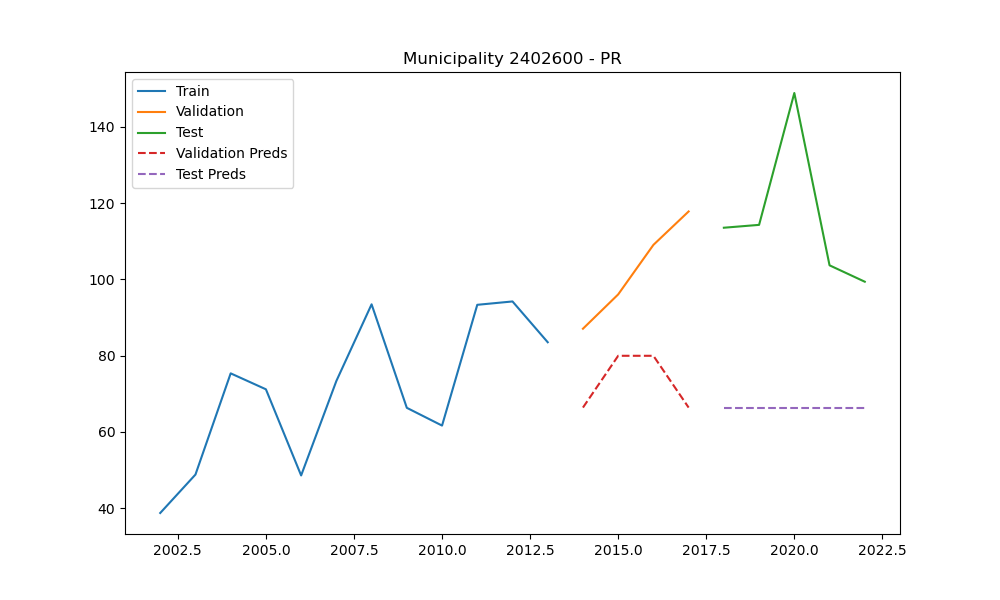 Municipality 2402600 - PR
Train
Validation
Test
Validation Preds
Test Preds
140
120
100
80
60
40
2002.5 2005.0 2007.5 2010.0 2012.5 2015.0 2017.5 2020.0 2022.5